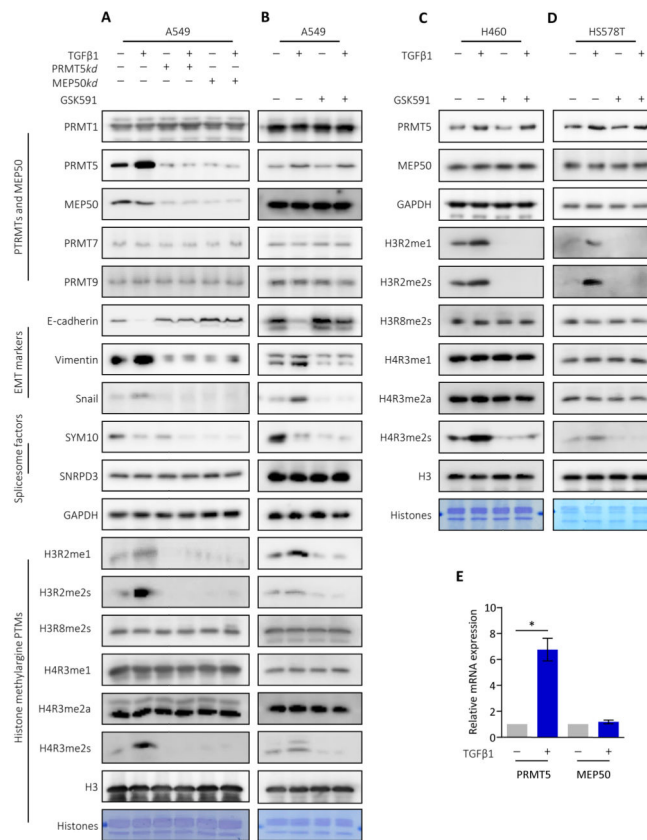 A
A549
TGFβ1 – + – + – +
PRMT5kd – – + + – –
MEP50kd – – – – + +
PTRMTs and MEP50
PRMT1
PRMT5
MEP50
PRMT7
PRMT9
EMT markers
E-cadherin
Vimentin
Snail
Splicesome factors
SYM10
SNRPD3
GAPDH
Histone methylargine PTMs
H3R2me1
H3R2me2s
H3R8me2s
H4R3me1
H4R3me2a
H4R3me2s
H3
Histones
B
A549
– + – +
GSK591 – – + +
C
H460
TGFβ1 – + – +
GSK591 – – + +
PRMT5
MEP50
GAPDH
H3R2me1
H3R2me2s
H3R8me2s
H4R3me1
H4R3me2a
H4R3me2s
H3
Histones
D
HS578T
– + – +
– – + +
E
Relative mRNA expression
10
8
6
4
2
0
*
TGFβ1 – + – +
PRMT5 MEP50